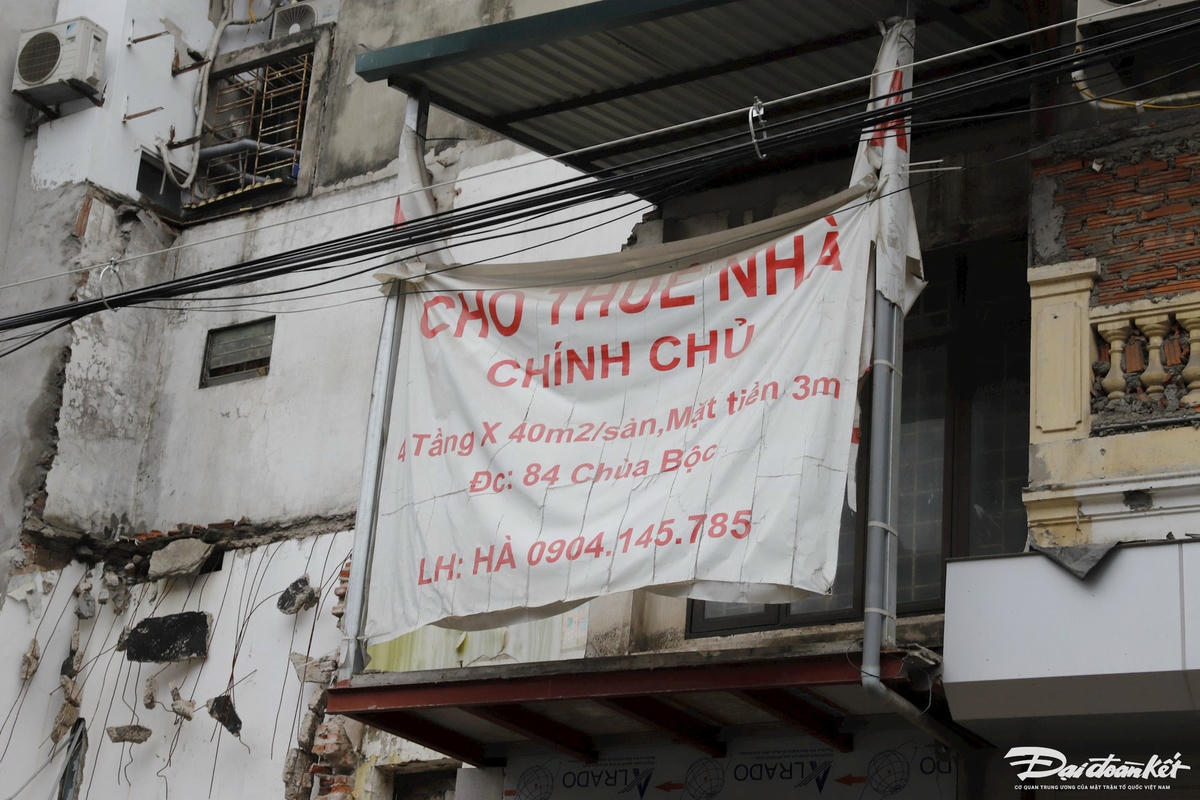 CHO THUÊ NHÀ
CHÍNH CHỦ
4 Tầng X 40m2/sàn,Mặt tiền 3m
Đc: 84 Chùa Bộc
LH: HÀ 0904.145.785
ALRADO
ALRADO
Đại đoàn kết
CƠ QUAN TRUNG ƯƠNG CỦA MẶT TRẬN TỔ QUỐC VIỆT NAM